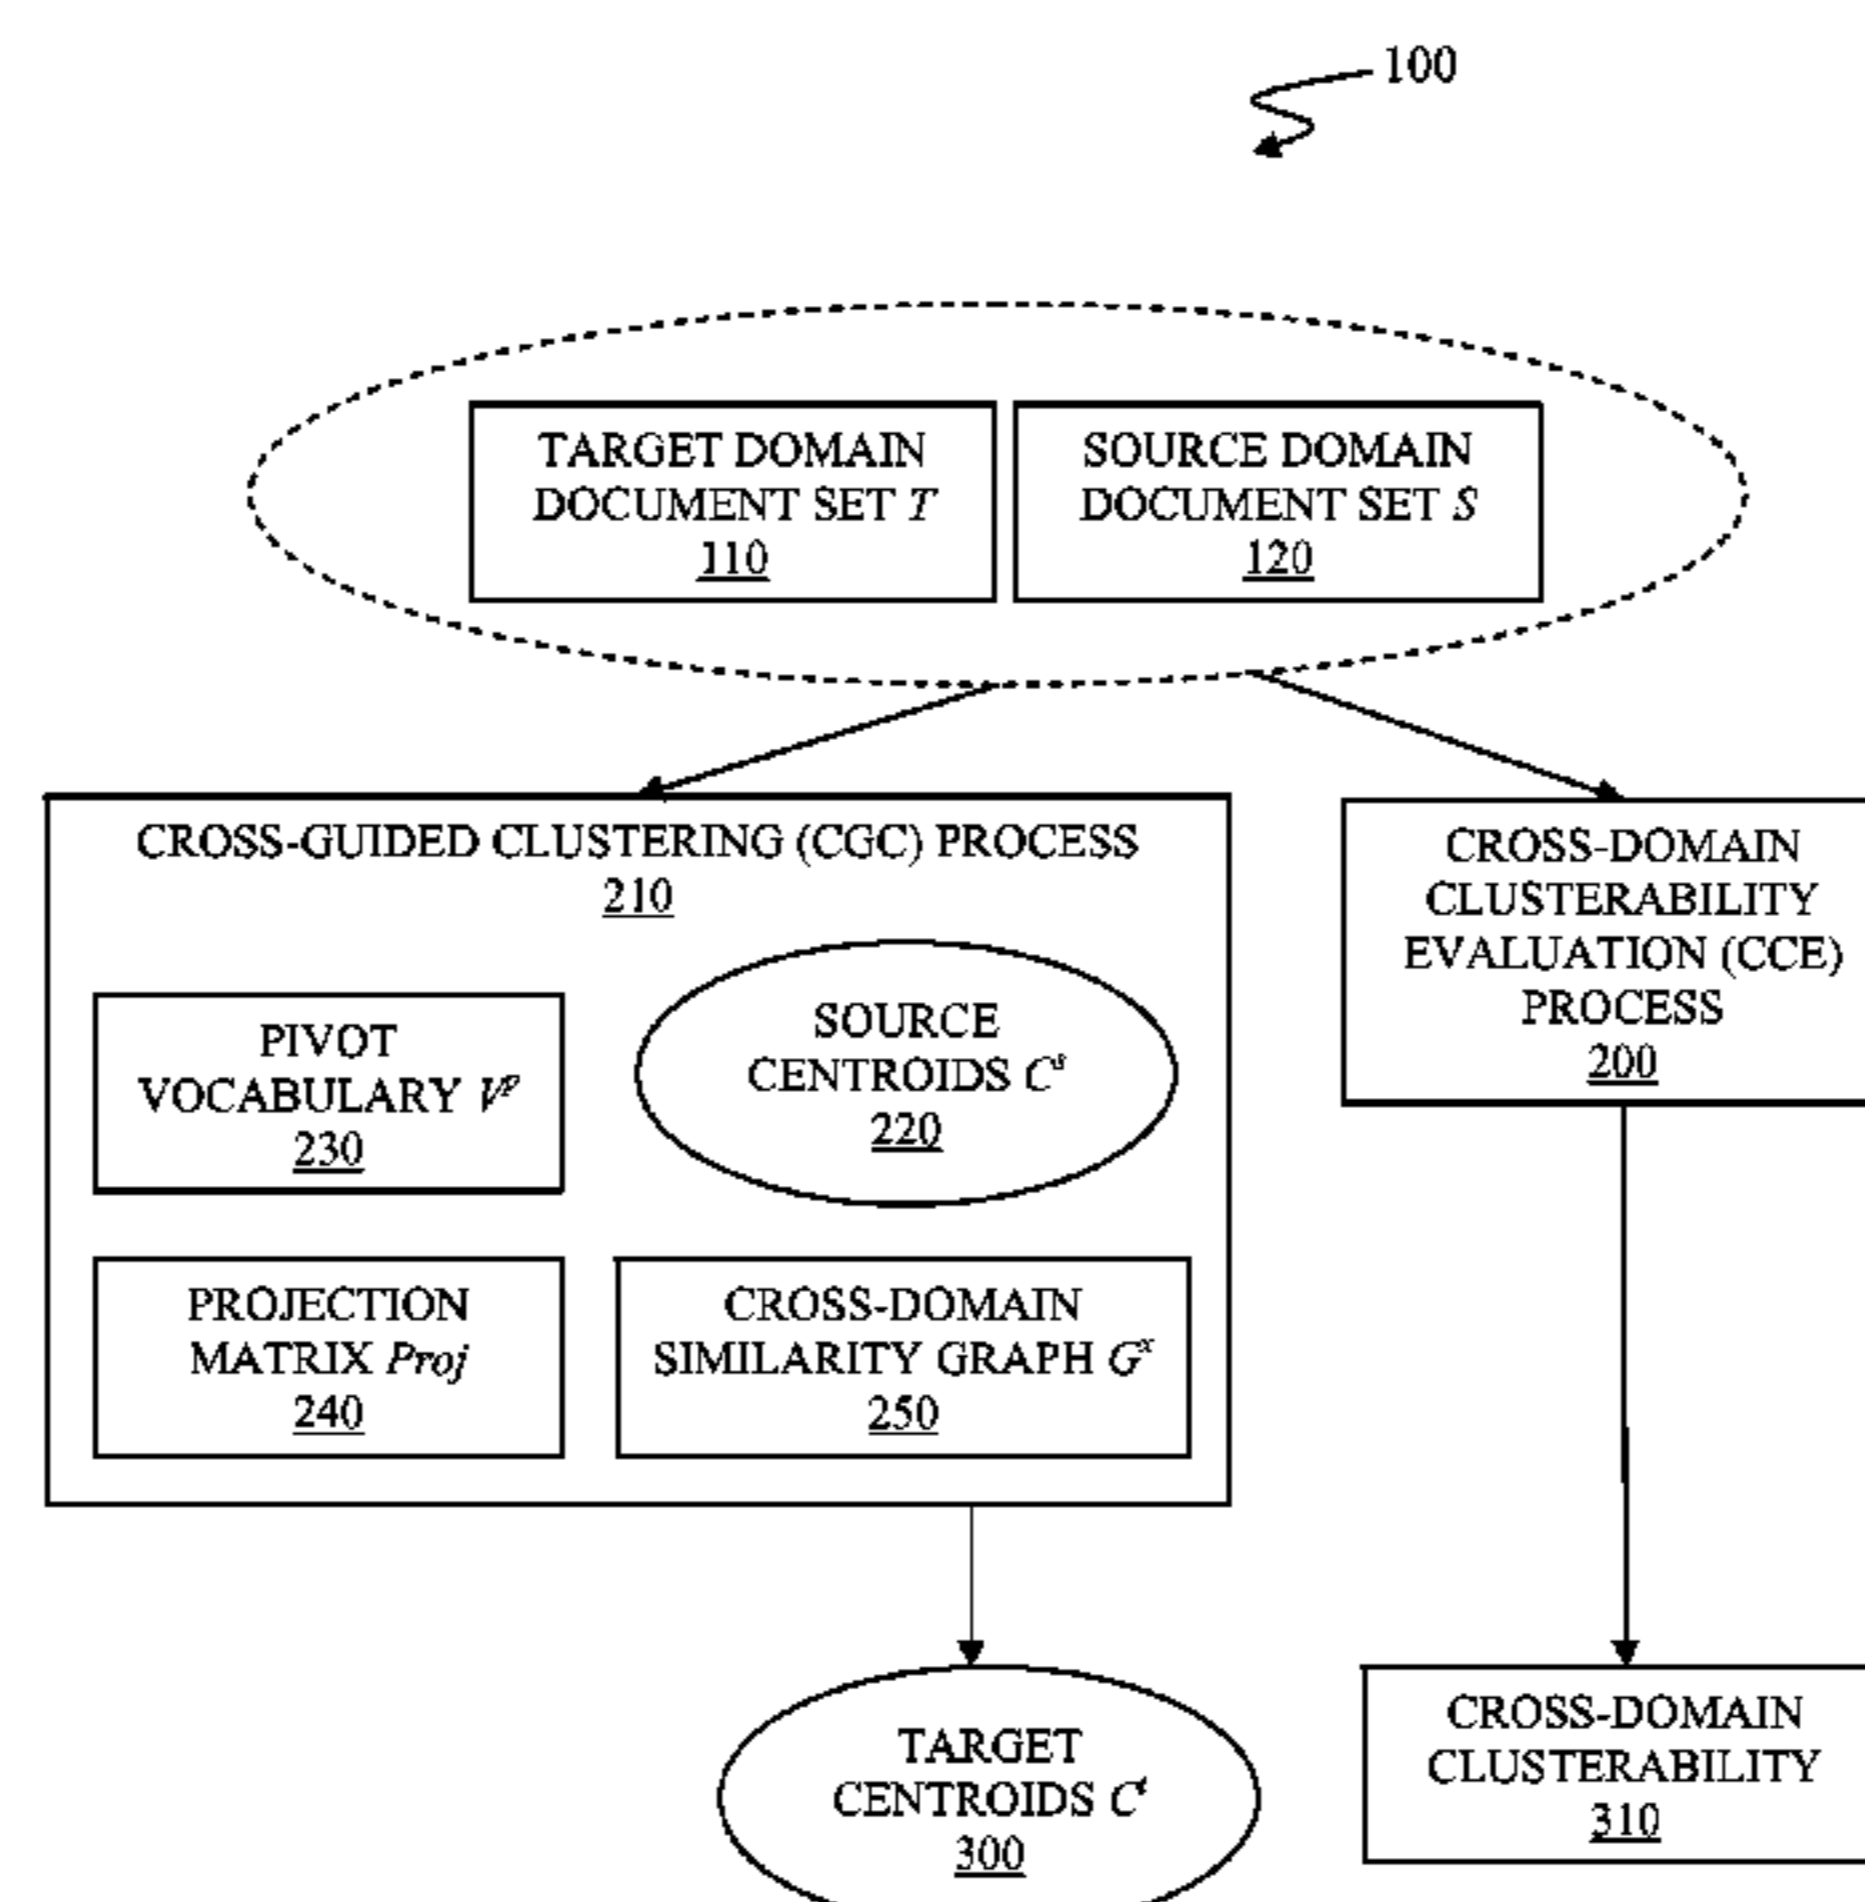 100
TARGET DOMAIN
DOCUMENT SET T
110
SOURCE DOMAIN
DOCUMENT SET S
120
CROSS-GUIDED CLUSTERING (CGC) PROCESS
210
PIVOT
VOCABULARY Vᵖ
230
SOURCE
CENTROIDS Cˢ
220
PROJECTION
MATRIX Proj
240
CROSS-DOMAIN
SIMILARITY GRAPH Gˣ
250
CROSS-DOMAIN
CLUSTERABILITY
EVALUATION (CCE)
PROCESS
200
TARGET
CENTROIDS Cᵗ
300
CROSS-DOMAIN
CLUSTERABILITY
310